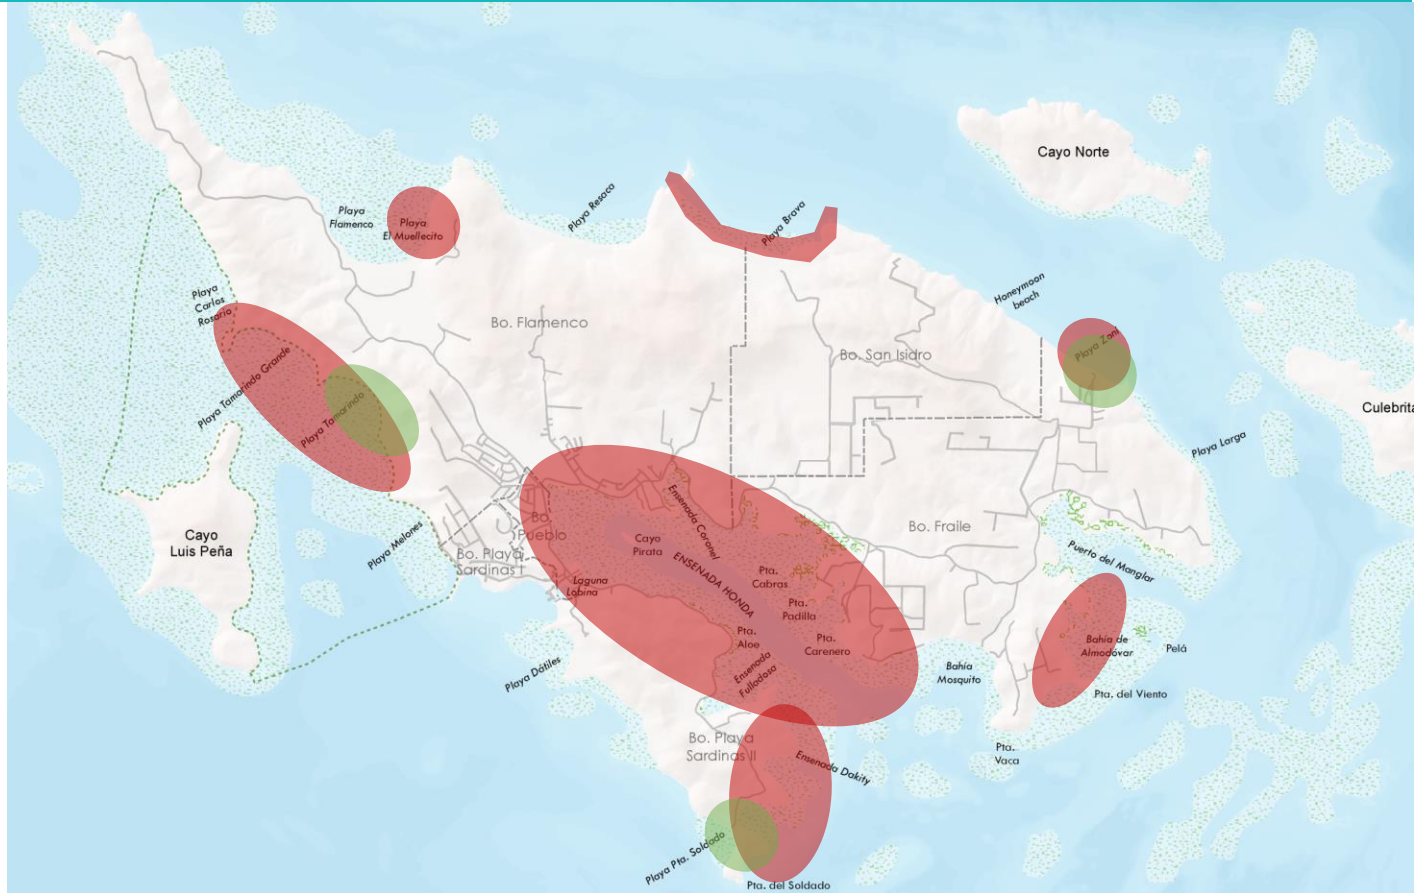 Cayo Norte
Playa
Flamenco
Playa
El Muellecito
Playa Resaca
Playa Brava
Honeymoon
beach
Playa
Carlos
Rosario
Bo. Flamenco
Bo. San Isidro
Playa Zoní
Playa Tamarindo Grande
Playa Tamarindo
Culebrita
Playa Larga
Cayo
Luis Peña
Playa Melones
Bo.
Pueblo
Bo. Playa
Sardinas I
Laguna
Lobina
Cayo
Pirata
Ensenada Coronel
ENSENADA HONDA
Bo. Fraile
Puerto del Manglar
Pta.
Cabras
Pta.
Padilla
Pta.
Aloe
Pta.
Carenero
Ensenada
Fulladosa
Bahía
Mosquito
Bahía de
Almodóvar
Pelá
Pta. del Viento
Playa Dátiles
Bo. Playa
Sardinas II
Ensenada Dakity
Pta.
Vaca
Playa Pta. Soldado
Pta. del Soldado